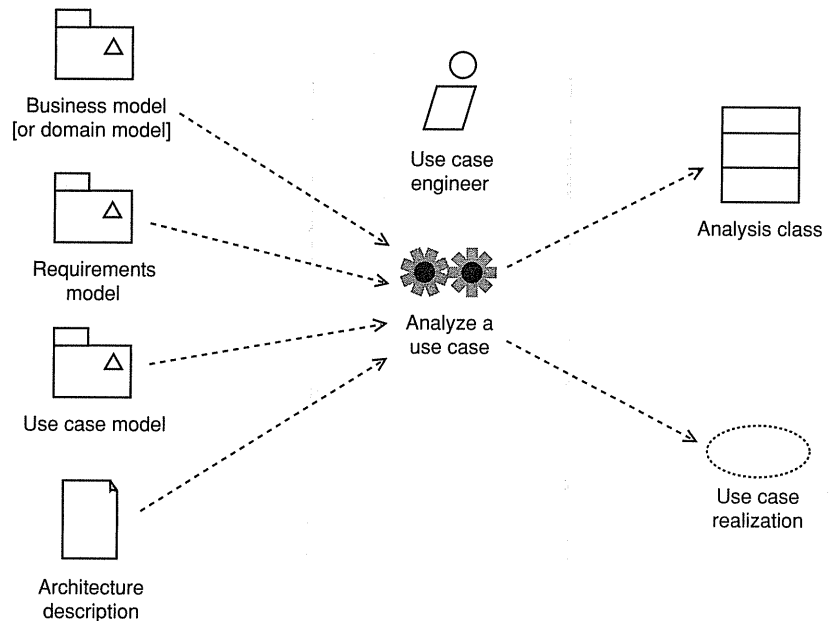 Business model
[or domain model]
Requirements
model
Use case model
Architecture
description
Use case
engineer
Analyze a
use case
Analysis class
Use case
realization